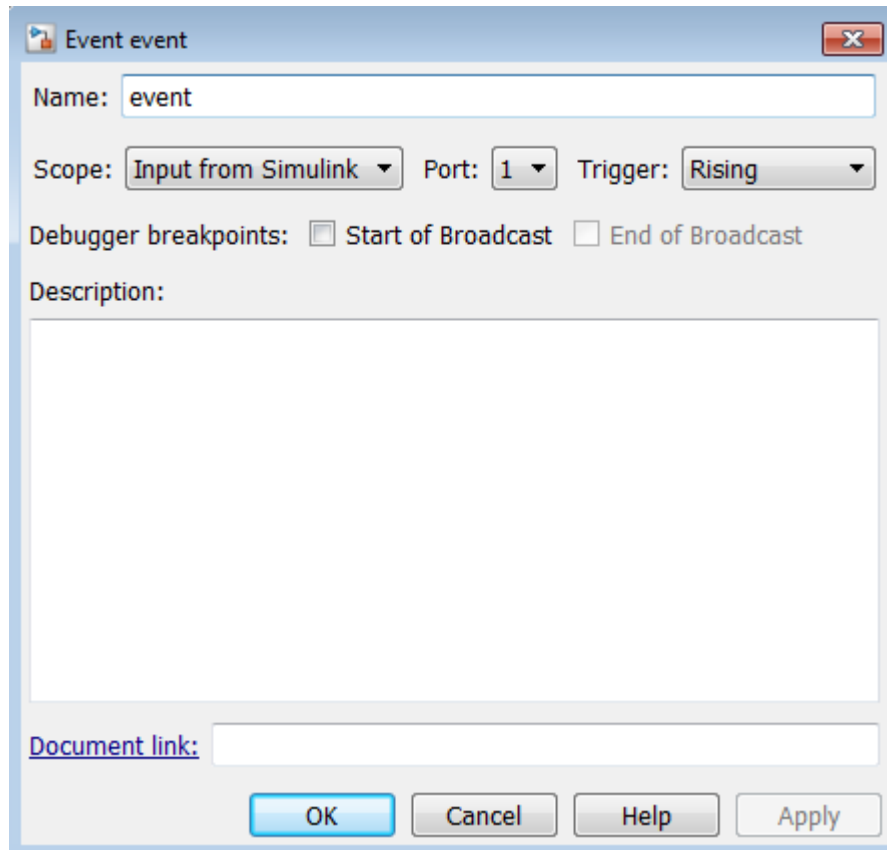 Event event
Name: event
Scope: Input from Simulink Port: 1 Trigger: Rising
Debugger breakpoints: Start of Broadcast End of Broadcast
Description:
Document link:
OK Cancel Help Apply